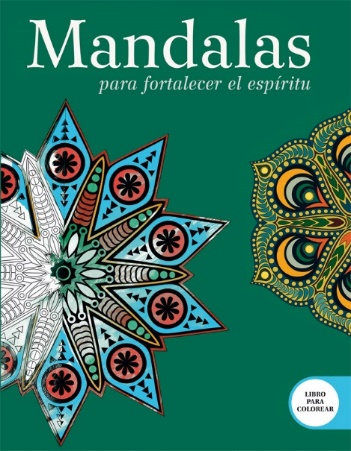 Mandalas
para fortalecer el espíritu
LIBRO
PARA
COLOREAR